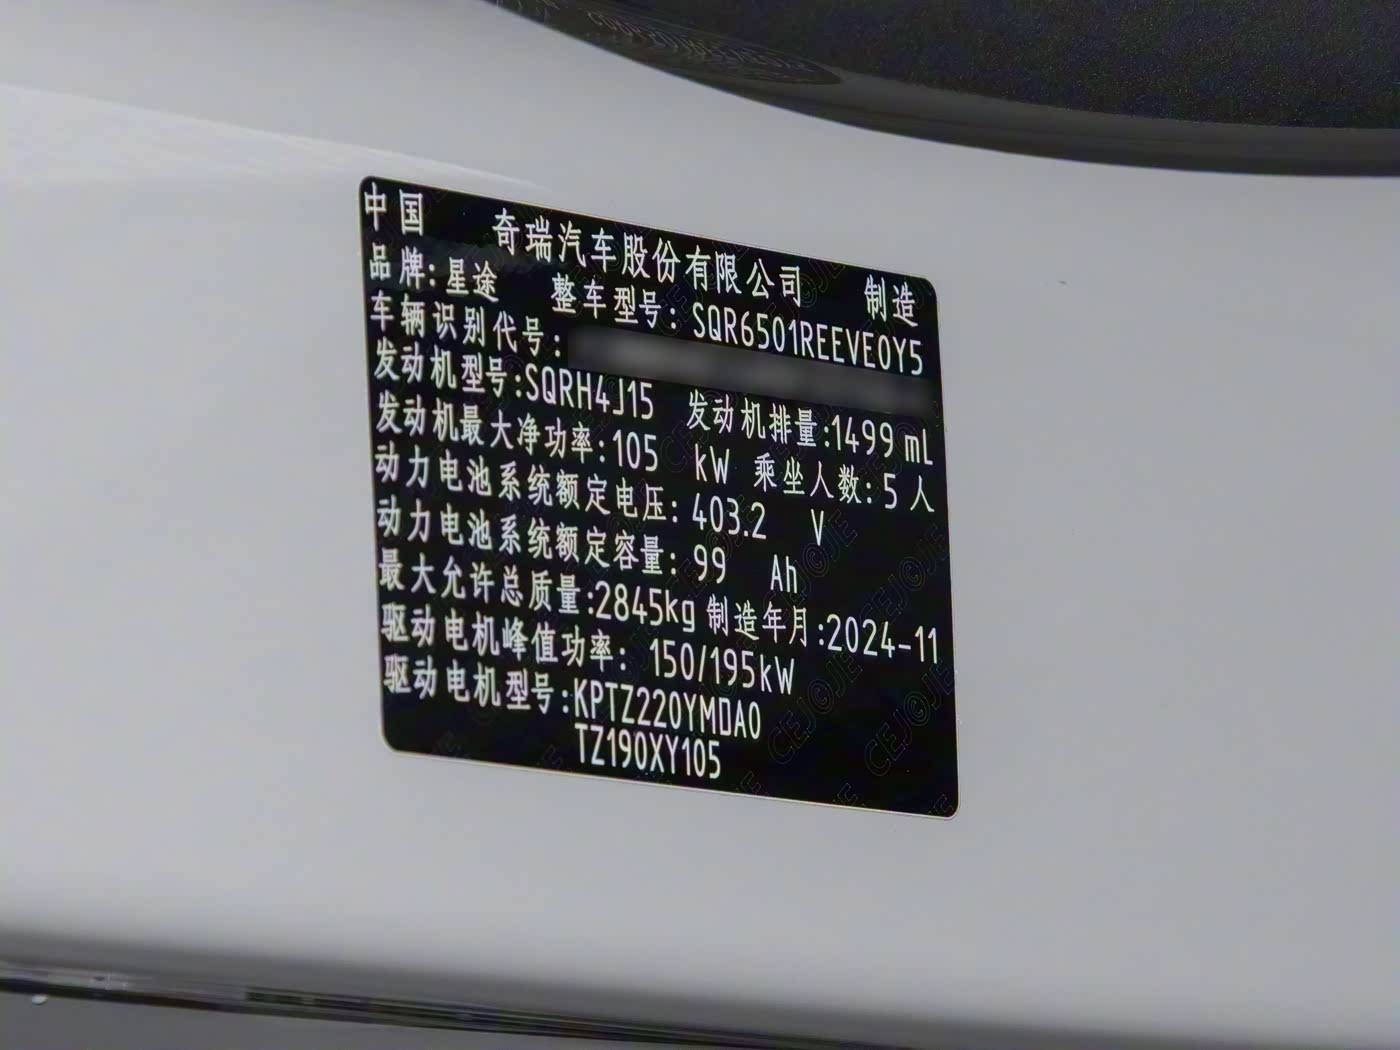 中国 奇瑞汽车股份有限公司 制造
品牌:星途 整车型号: SQR6501REEVE0Y5
车辆识别代号:
发动机型号:SQRH4J15 发动机排量:1499 mL
发动机最大净功率:105 kW 乘坐人数: 5 人
动力电池系统额定电压: 403.2 V
动力电池系统额定容量: 99 Ah
最大允许总质量:2845kg 制造年月:2024-11
驱动电机峰值功率: 150/195kW
驱动电机型号:KPTZ220YM□A0
TZ190XY105